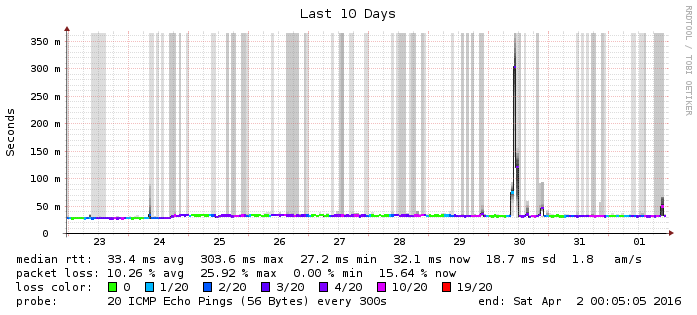 Last 10 Days
RRDTOOL / TOBI OETIKER
Seconds
350 m
300 m
250 m
200 m
150 m
100 m
50 m
0
23 24 25 26 27 28 29 30 31 01
median rtt: 33.4 ms avg 303.6 ms max 27.2 ms min 32.1 ms now 18.7 ms sd 1.8 am/s
packet loss: 10.26 % avg 25.92 % max 0.00 % min 15.64 % now
loss color: 0 1/20 2/20 3/20 4/20 10/20 19/20
probe: 20 ICMP Echo Pings (56 Bytes) every 300s end: Sat Apr 2 00:05:05 2016